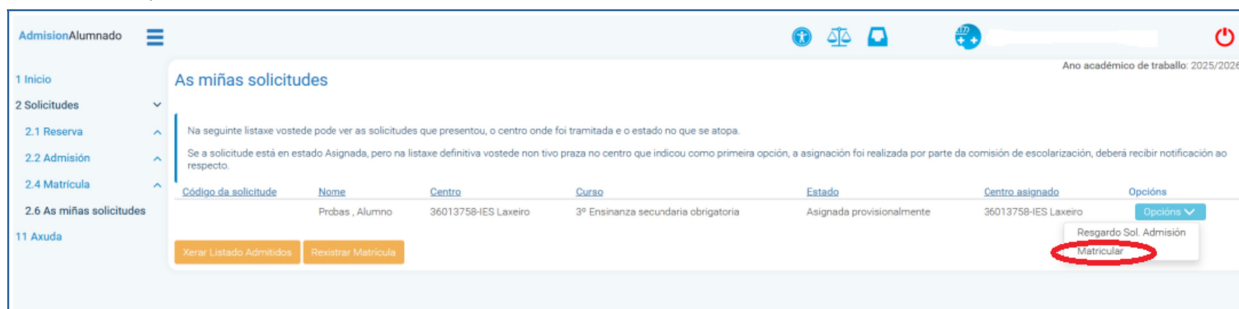 AdmisionAlumnado
Ano académico de traballo: 2025/2026
1 Inicio
2 Solicitudes
2.1 Reserva
2.2 Admisión
2.4 Matrícula
2.6 As miñas solicitudes
11 Axuda
As miñas solicitudes
Na seguinte listaxe vostede pode ver as solicitudes que presentou, o centro onde foi tramitada e o estado no que se atopa.
Se a solicitude está en estado Asignada, pero na listaxe definitiva vostede non tivo praza no centro que indicou como primeira opción, a asignación foi realizada por parte da comisión de escolarización, deberá recibir notificación ao
respecto.
Código da solicitude Nome Centro Curso Estado Centro asignado Opcións
Probas , Alumno 36013758-IES Laxeiro 3º Ensinanza secundaria obrigatoria Asignada provisionalmente 36013758-IES Laxeiro Opcións
Resgardo Sol. Admisión
Matricular
Xerar Listado Admitidos Rexistrar Matrícula